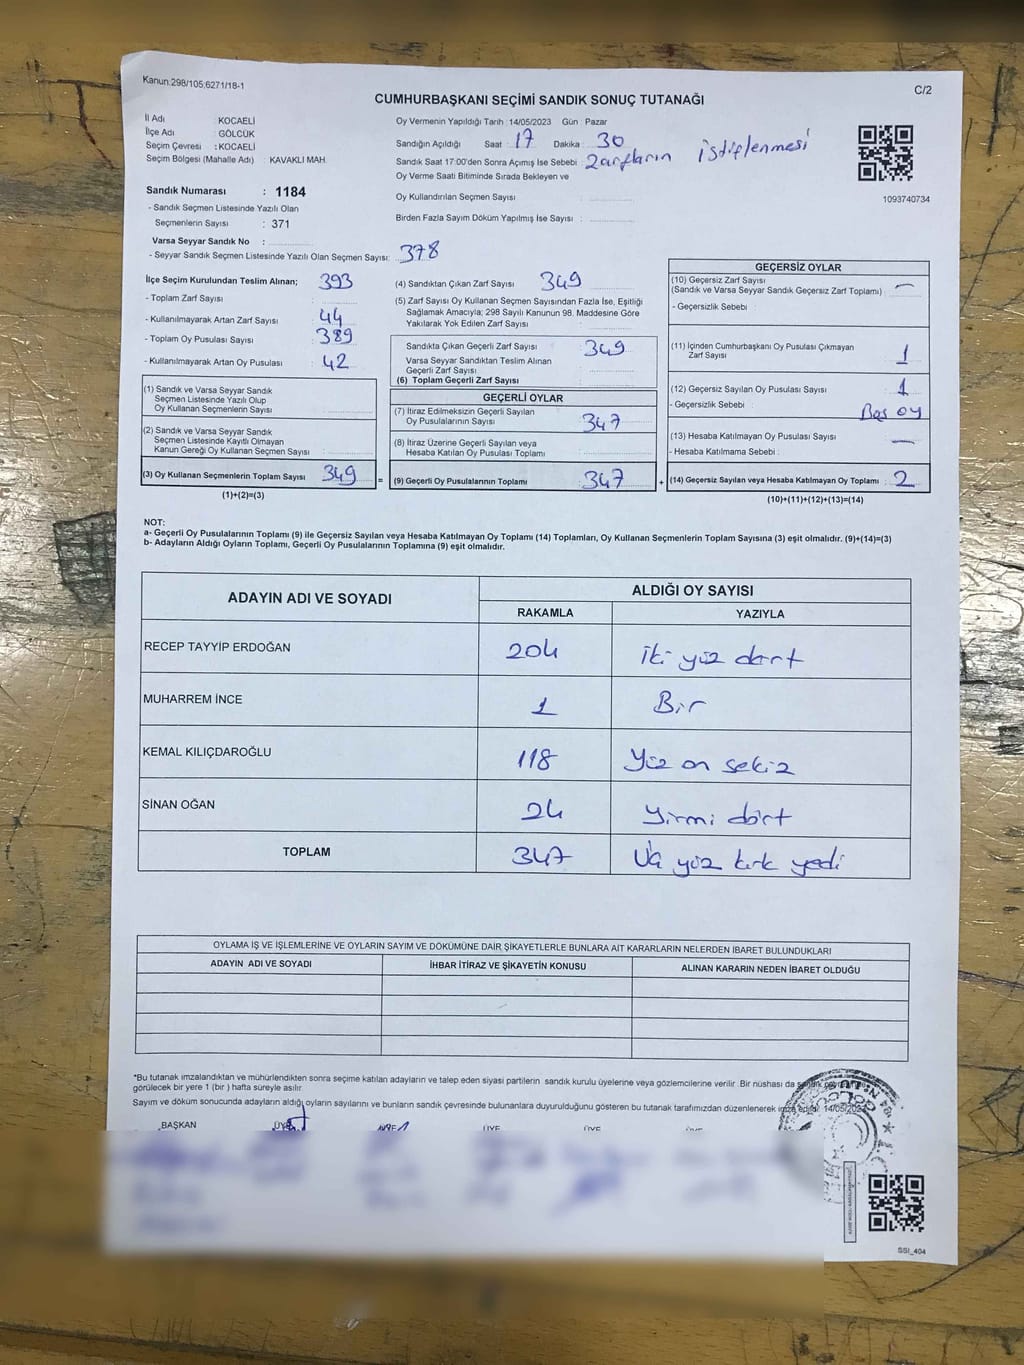 Kanun.298/105;6271/18-1
C/2
CUMHURBAŞKANI SEÇİMİ SANDIK SONUÇ TUTANAĞI
İl Adı KOCAELİ
İlçe Adı : GÖLCÜK
Seçim Çevresi : KOCAELİ
Seçim Bölgesi (Mahalle Adı) KAVAKLI MAH.
Oy Vermenin Yapıldığı Tarih : 14/05/2023 Gün : Pazar
Sandığın Açıldığı Saat : 17 Dakika : 30
Sandık Saat 17:00'den Sonra Açımış İse Sebebi : Zarfların istiflenmesi
Oy Verme Saati Bitiminde Sırada Bekleyen ve
Oy Kullandırılan Seçmen Sayısı :
Birden Fazla Sayım Döküm Yapılmış İse Sayısı :
1093740734
Sandık Numarası : 1184
- Sandık Seçmen Listesinde Yazılı Olan
Seçmenlerin Sayısı : 371
Varsa Seyyar Sandık No :
- Seyyar Sandık Seçmen Listesinde Yazılı Olan Seçmen Sayısı: 378
İlçe Seçim Kurulundan Teslim Alınan; 393
- Toplam Zarf Sayısı :
- Kullanılmayarak Artan Zarf Sayısı : 44
- Toplam Oy Pusulası Sayısı : 389
- Kullanılmayarak Artan Oy Pusulası : 42
(1) Sandık ve Varsa Seyyar Sandık
Seçmen Listesinde Yazılı Olup
Oy Kullanan Seçmenlerin Sayısı :
(2) Sandık ve Varsa Seyyar Sandık
Seçmen Listesinde Kayıtlı Olmayan
Kanun Gereği Oy Kullanan Seçmen Sayısı :
(3) Oy Kullanan Seçmenlerin Toplam Sayısı : 349 =
(1)+(2)=(3)
(4) Sandıktan Çıkan Zarf Sayısı : 349
(5) Zarf Sayısı Oy Kullanan Seçmen Sayısından Fazla İse, Eşitliği
Sağlamak Amacıyla; 298 Sayılı Kanunun 98. Maddesine Göre
Yakılarak Yok Edilen Zarf Sayısı :
Sandıkta Çıkan Geçerli Zarf Sayısı : 349
Varsa Seyyar Sandıktan Teslim Alınan
Geçerli Zarf Sayısı :
(6) Toplam Geçerli Zarf Sayısı :
GEÇERLİ OYLAR
(7) İtiraz Edilmeksizin Geçerli Sayılan
Oy Pusulalarının Sayısı : 347
(8) İtiraz Üzerine Geçerli Sayılan veya
Hesaba Katılan Oy Pusulası Toplamı :
(9) Geçerli Oy Pusulalarının Toplamı : 347 +
GEÇERSİZ OYLAR
(10) Geçersiz Zarf Sayısı
(Sandık ve Varsa Seyyar Sandık Geçersiz Zarf Toplamı) : —
- Geçersizlik Sebebi :
(11) İçinden Cumhurbaşkanı Oy Pusulası Çıkmayan
Zarf Sayısı : 1
(12) Geçersiz Sayılan Oy Pusulası Sayısı : 1
- Geçersizlik Sebebi : Boş oy
(13) Hesaba Katılmayan Oy Pusulası Sayısı : —
- Hesaba Katılmama Sebebi :
(14) Geçersiz Sayılan veya Hesaba Katılmayan Oy Toplamı : 2
(10)+(11)+(12)+(13)=(14)
NOT:
a- Geçerli Oy Pusulalarının Toplamı (9) ile Geçersiz Sayılan veya Hesaba Katılmayan Oy Toplamı (14) Toplamları, Oy Kullanan Seçmenlerin Toplam Sayısına (3) eşit olmalıdır. (9)+(14)=(3)
b- Adayların Aldığı Oyların Toplamı, Geçerli Oy Pusulalarının Toplamına (9) eşit olmalıdır.
ADAYIN ADI VE SOYADI ALDIĞI OY SAYISI
RAKAMLA YAZIYLA
RECEP TAYYİP ERDOĞAN 204 iki yüz dört
MUHARREM İNCE 1 Bir
KEMAL KILIÇDAROĞLU 118 Yüz on sekiz
SİNAN OĞAN 24 yirmi dört
TOPLAM 347 Üç yüz kırk yedi
OYLAMA İŞ VE İŞLEMLERİNE VE OYLARIN SAYIM VE DÖKÜMÜNE DAİR ŞİKAYETLERLE BUNLARA AİT KARARLARIN NELERDEN İBARET BULUNDUKLARI
ADAYIN ADI VE SOYADI İHBAR İTİRAZ VE ŞİKAYETİN KONUSU ALINAN KARARIN NEDEN İBARET OLDUĞU
*Bu tutanak imzalandıktan ve mühürlendikten sonra seçime katılan adayların ve talep eden siyasi partilerin sandık kurulu üyelerine veya gözlemcilerine verilir. Bir nüshası da
görülecek bir yere 1 (bir ) hafta süreyle asılır.
Sayım ve döküm sonucunda adayların aldığı oyların sayılarını ve bunların sandık çevresinde bulunanlara duyurulduğunu gösteren bu tutanak tarafımızdan düzenlenerek imza edildi. 14/05/2023
BAŞKAN ÜYE ÜYE ÜYE
SSI_404